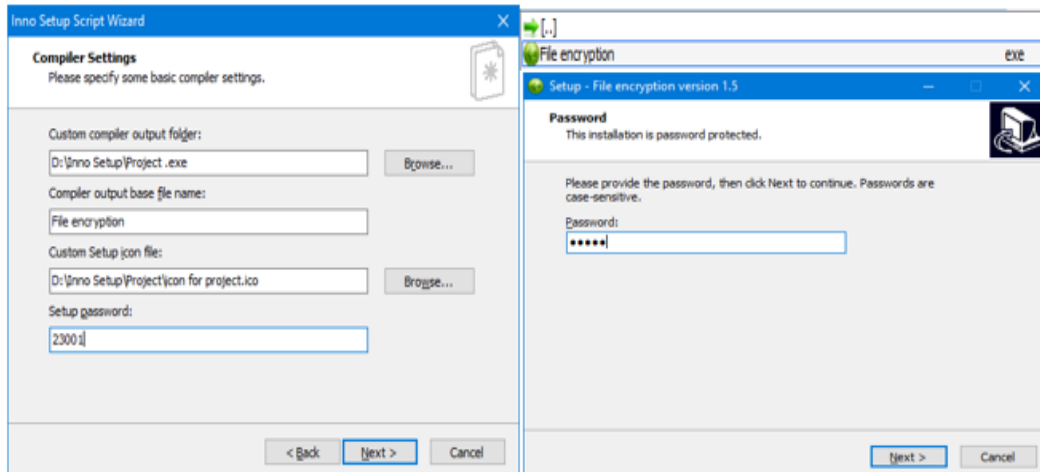 Inno Setup Script Wizard
Compiler Settings
Please specify some basic compiler settings.
Custom compiler output folder:
D:\Inno Setup\Project .exe
Browse...
Compiler output base file name:
File encryption
Custom Setup icon file:
D:\Inno Setup\Project\icon for project.ico
Browse...
Setup password:
23001
< Back
Next >
Cancel
[..]
File encryption exe
Setup - File encryption version 1.5
Password
This installation is password protected.
Please provide the password, then click Next to continue. Passwords are
case-sensitive.
Password:
•••••
Next >
Cancel